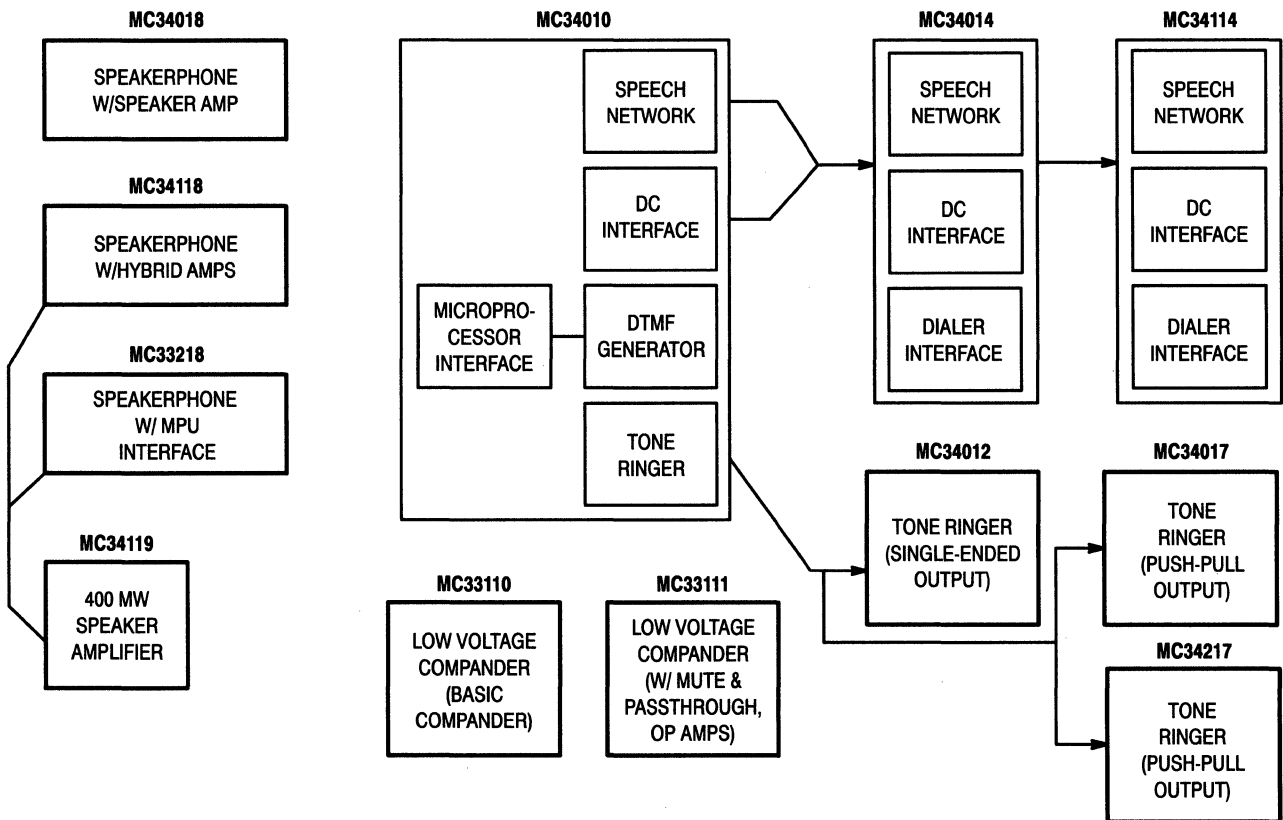 MC34018
SPEAKERPHONE
W/SPEAKER AMP
MC34118
SPEAKERPHONE
W/HYBRID AMPS
MC33218
SPEAKERPHONE
W/ MPU
INTERFACE
MC34119
400 MW
SPEAKER
AMPLIFIER
MC34010
SPEECH
NETWORK
DC
INTERFACE
MICROPRO-
CESSOR
INTERFACE
DTMF
GENERATOR
TONE
RINGER
MC34014
SPEECH
NETWORK
DC
INTERFACE
DIALER
INTERFACE
MC34114
SPEECH
NETWORK
DC
INTERFACE
DIALER
INTERFACE
MC33110
LOW VOLTAGE
COMPANDER
(BASIC
COMPANDER)
MC33111
LOW VOLTAGE
COMPANDER
(W/ MUTE &
PASSTHROUGH,
OP AMPS)
MC34012
TONE RINGER
(SINGLE-ENDED
OUTPUT)
MC34017
TONE
RINGER
(PUSH-PULL
OUTPUT)
MC34217
TONE
RINGER
(PUSH-PULL
OUTPUT)